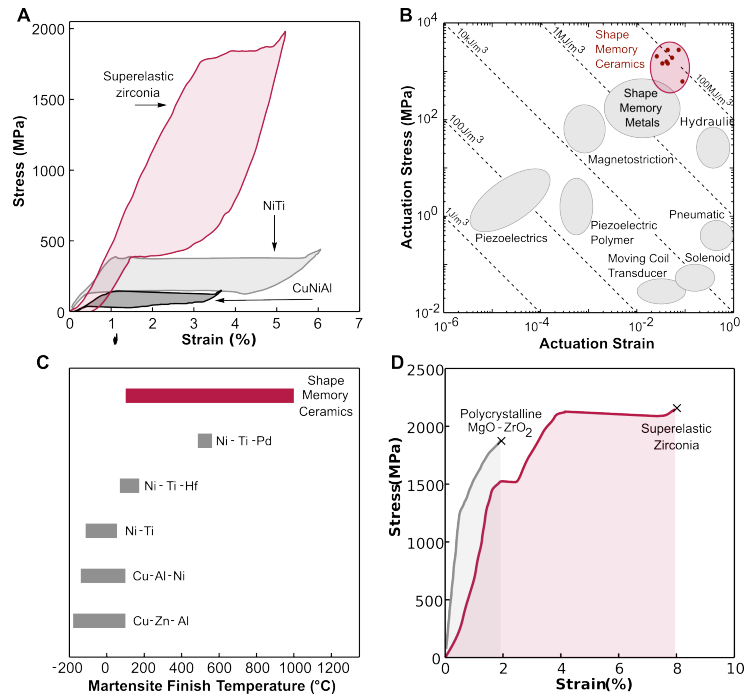 A
2000
1500
1000
500
0
Stress (MPa)
Superelastic
zirconia
NiTi
CuNiAl
0 1 2 3 4 5 6 7
Strain (%)
B
10^4
10^2
10^0
10^-2
Actuation Stress (MPa)
10kJ/m^3
1MJ/m^3
100MJ/m^3
100J/m^3
1J/m^3
Shape
Memory
Ceramics
Shape
Memory
Metals
Hydraulic
Magnetostriction
Piezoelectrics
Piezoelectric
Polymer
Pneumatic
Moving Coil
Transducer
Solenoid
10^-6 10^-4 10^-2 10^0
Actuation Strain
C
Shape
Memory
Ceramics
Ni - Ti -Pd
Ni - Ti -Hf
Ni-Ti
Cu-Al-Ni
Cu-Zn-Al
-200 0 200 400 600 800 1000 1200
Martensite Finish Temperature (°C)
D
2500
2000
1500
1000
500
0
Stress(MPa)
Polycrystalline
MgO-ZrO2
Superelastic
Zirconia
0 2 4 6 8 10
Strain(%)